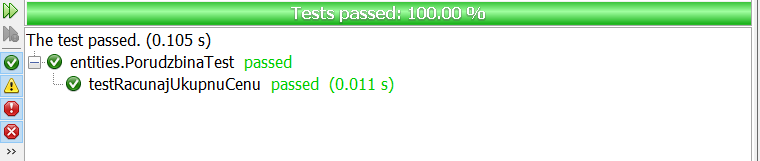 Tests passed: 100.00 %
The test passed. (0.105 s)
entities.PorudzbinaTest passed
testRacunajUkupnuCenu passed (0.011 s)